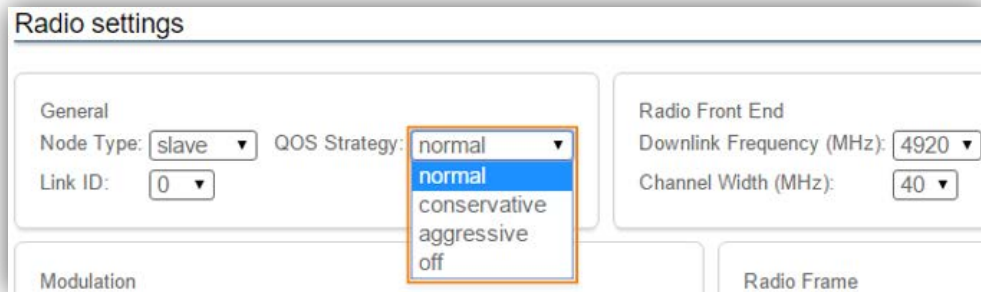 Radio settings
General
Node Type: slave QOS Strategy: normal
Link ID: 0
normal
conservative
aggressive
off
Radio Front End
Downlink Frequency (MHz): 4920
Channel Width (MHz): 40
Modulation
Radio Frame